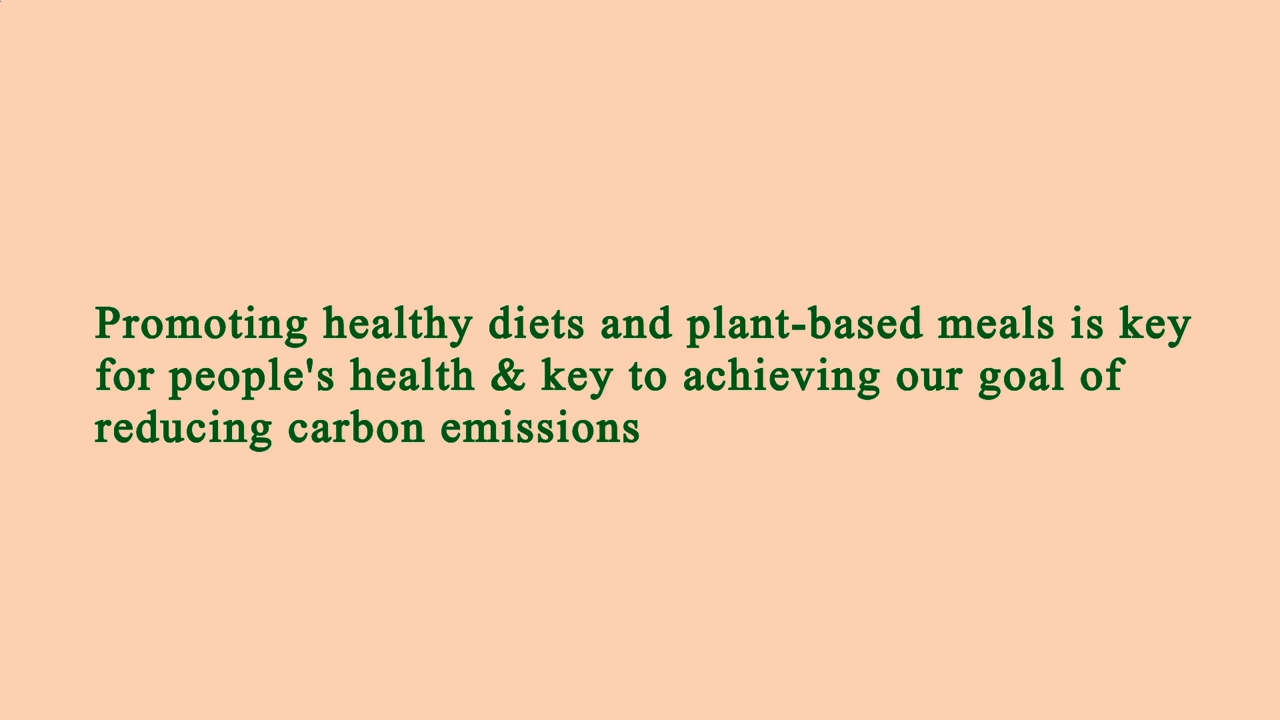 Promoting healthy diets and plant-based meals is key
for people's health & key to achieving our goal of
reducing carbon emissions